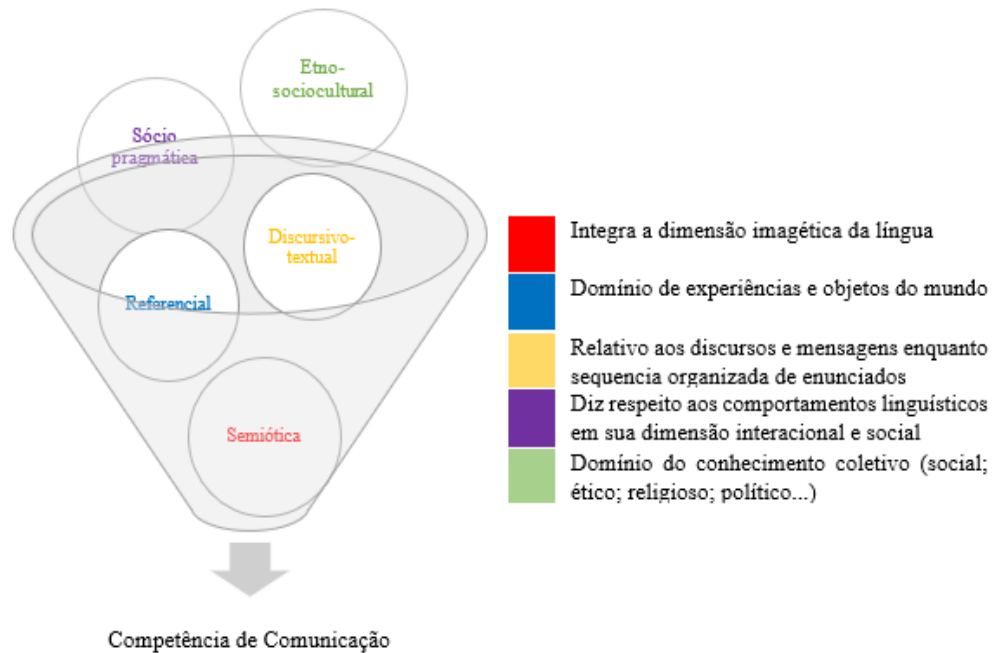 Etno-
sociocultural
Sócio
pragmática
Discursivo-
textual
Referencial
Semiótica
Competência de Comunicação
Integra a dimensão imagética da língua
Domínio de experiências e objetos do mundo
Relativo aos discursos e mensagens enquanto
sequencia organizada de enunciados
Diz respeito aos comportamentos linguísticos
em sua dimensão interacional e social
Domínio do conhecimento coletivo (social;
ético; religioso; político...)